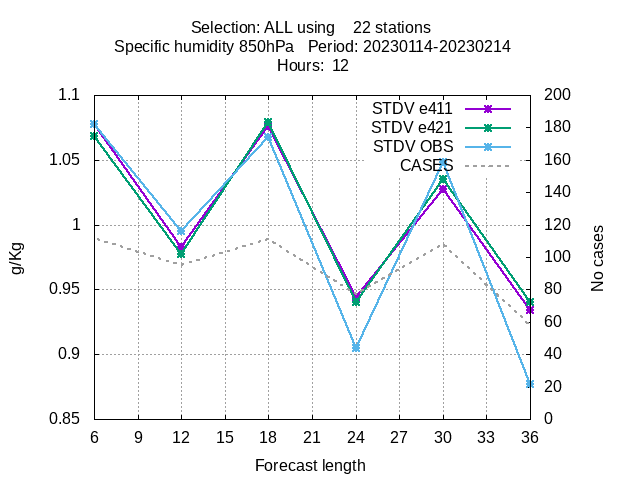 Selection: ALL using    22 stations
Specific humidity 850hPa   Period: 20230114-20230214
Hours:  12
1.1
1.05
1
0.95
0.9
0.85
g/Kg
STDV e411
STDV e421
STDV OBS
CASES
200
180
160
140
120
100
80
60
40
20
0
No cases
6 9 12 15 18 21 24 27 30 33 36
Forecast length